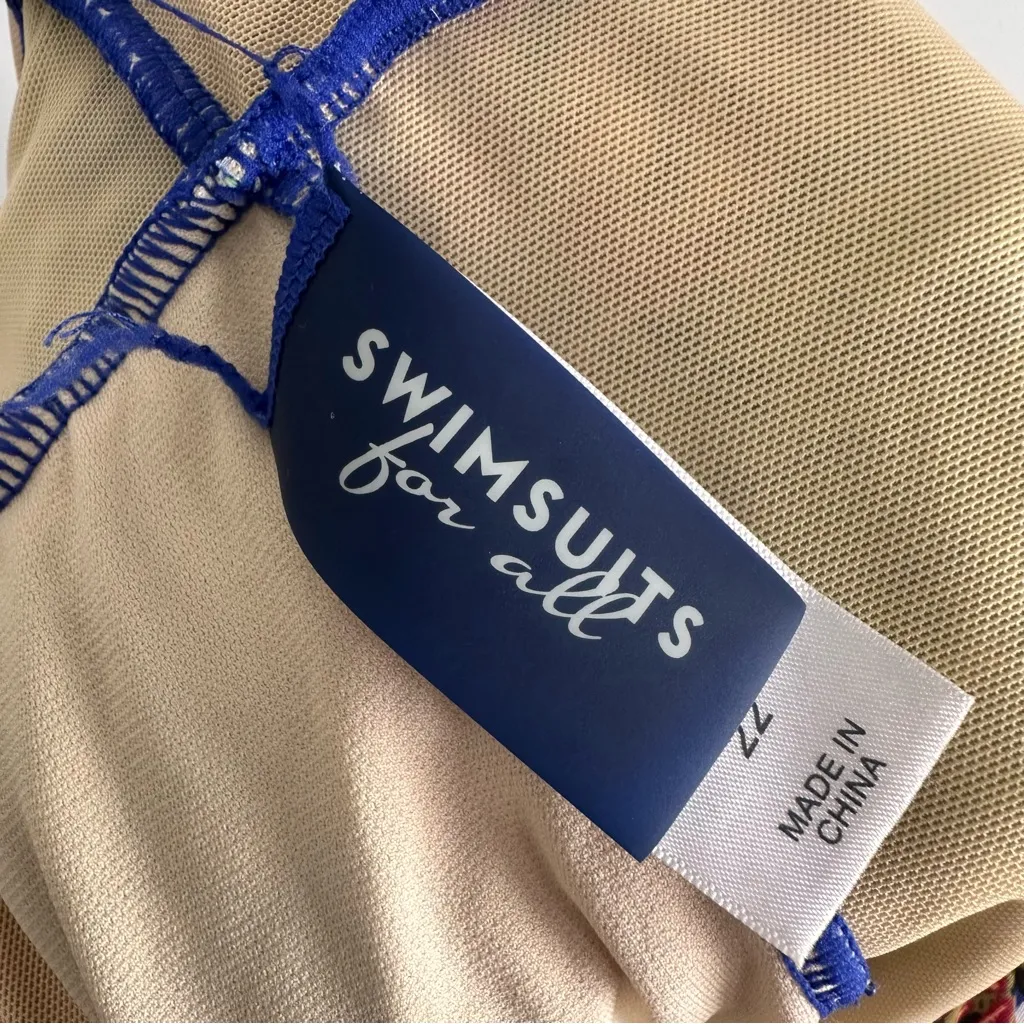 SWIMSUITS
for all
22
MADE IN
CHINA